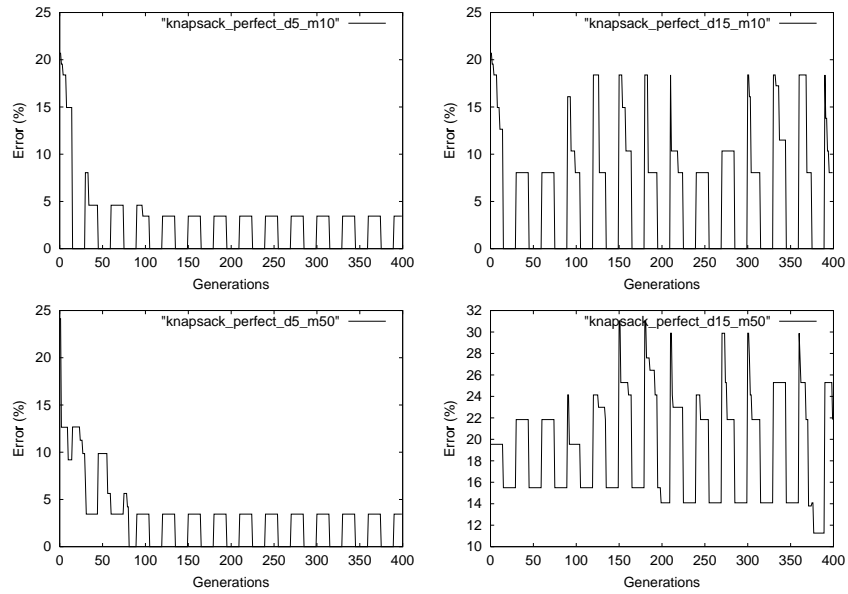 "knapsack_perfect_d5_m10"
Error (%)
25
20
15
10
5
0
0 50 100 150 200 250 300 350 400
Generations
"knapsack_perfect_d15_m10"
Error (%)
25
20
15
10
5
0
0 50 100 150 200 250 300 350 400
Generations
"knapsack_perfect_d5_m50"
Error (%)
25
20
15
10
5
0
0 50 100 150 200 250 300 350 400
Generations
"knapsack_perfect_d15_m50"
Error (%)
32
30
28
26
24
22
20
18
16
14
12
10
0 50 100 150 200 250 300 350 400
Generations